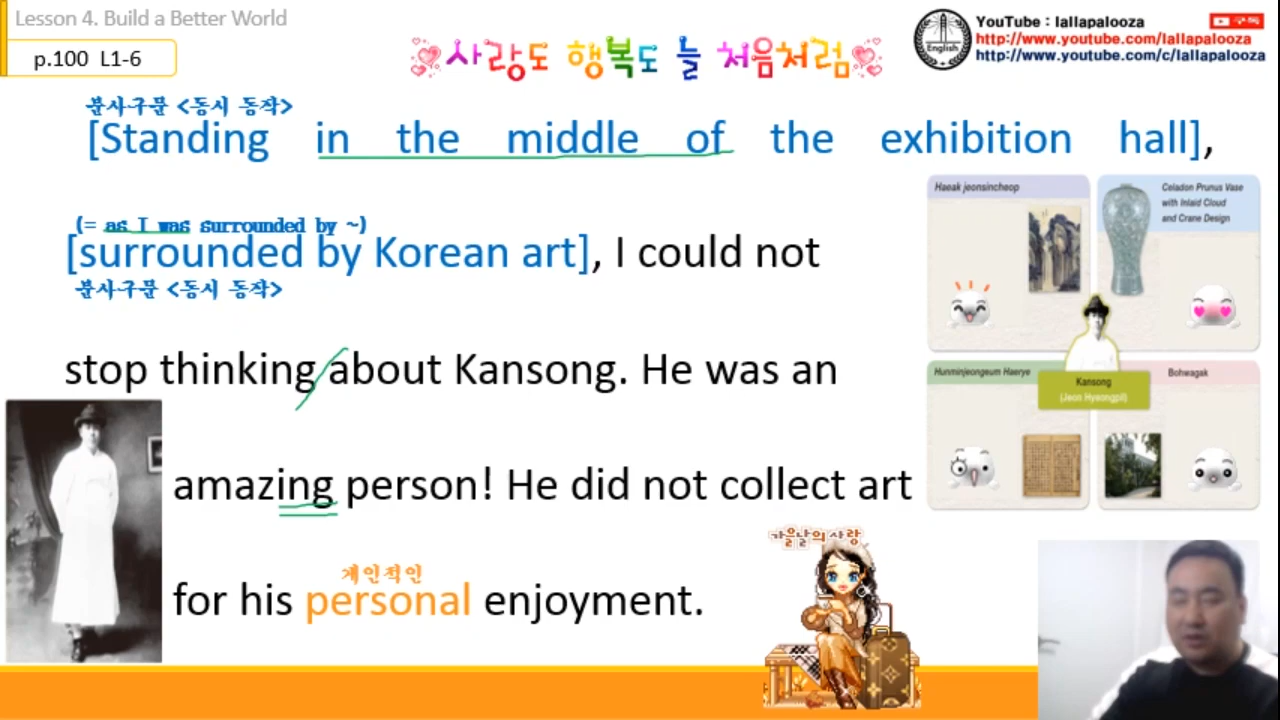 Lesson 4. Build a Better World
p.100 L1-6
사랑도 행복도 늘 처음처럼
English
YouTube : lallapalooza
구독
http://www.youtube.com/lallapalooza
http://www.youtube.com/c/lallapalooza
분사구문 <동시 동작>
[Standing in the middle of the exhibition hall],
(= as I was surrounded by ~)
[surrounded by Korean art], I could not
분사구문 <동시 동작>
stop thinking about Kansong. He was an
amazing person! He did not collect art
개인적인
for his personal enjoyment.
Haeak jeonsincheop
Celadon Prunus Vase
with Inlaid Cloud
and Crane Design
Hunminjeongeum Haerye
Bohwagak
Kansong
(Jeon Hyeongpil)
가을날의 사랑